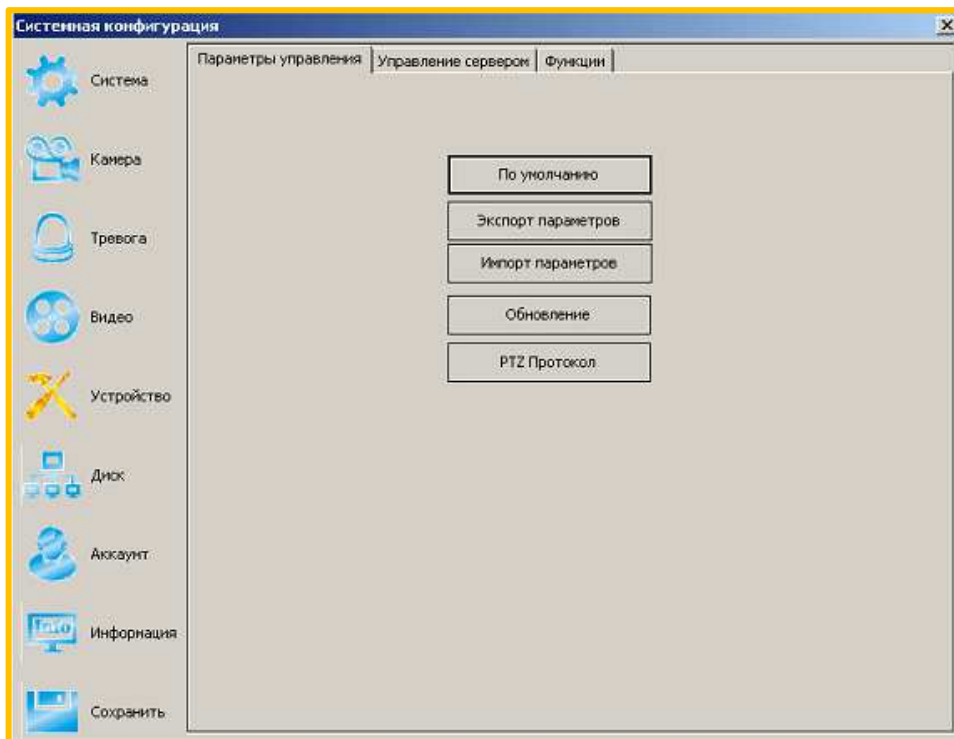 Системная конфигурация
Параметры управления
Управление сервером
Функции
Система
Камера
Тревога
Видео
Устройство
Диск
Аккаунт
Info
Информация
Сохранить
По умолчанию
Экспорт параметров
Импорт параметров
Обновление
PTZ Протокол